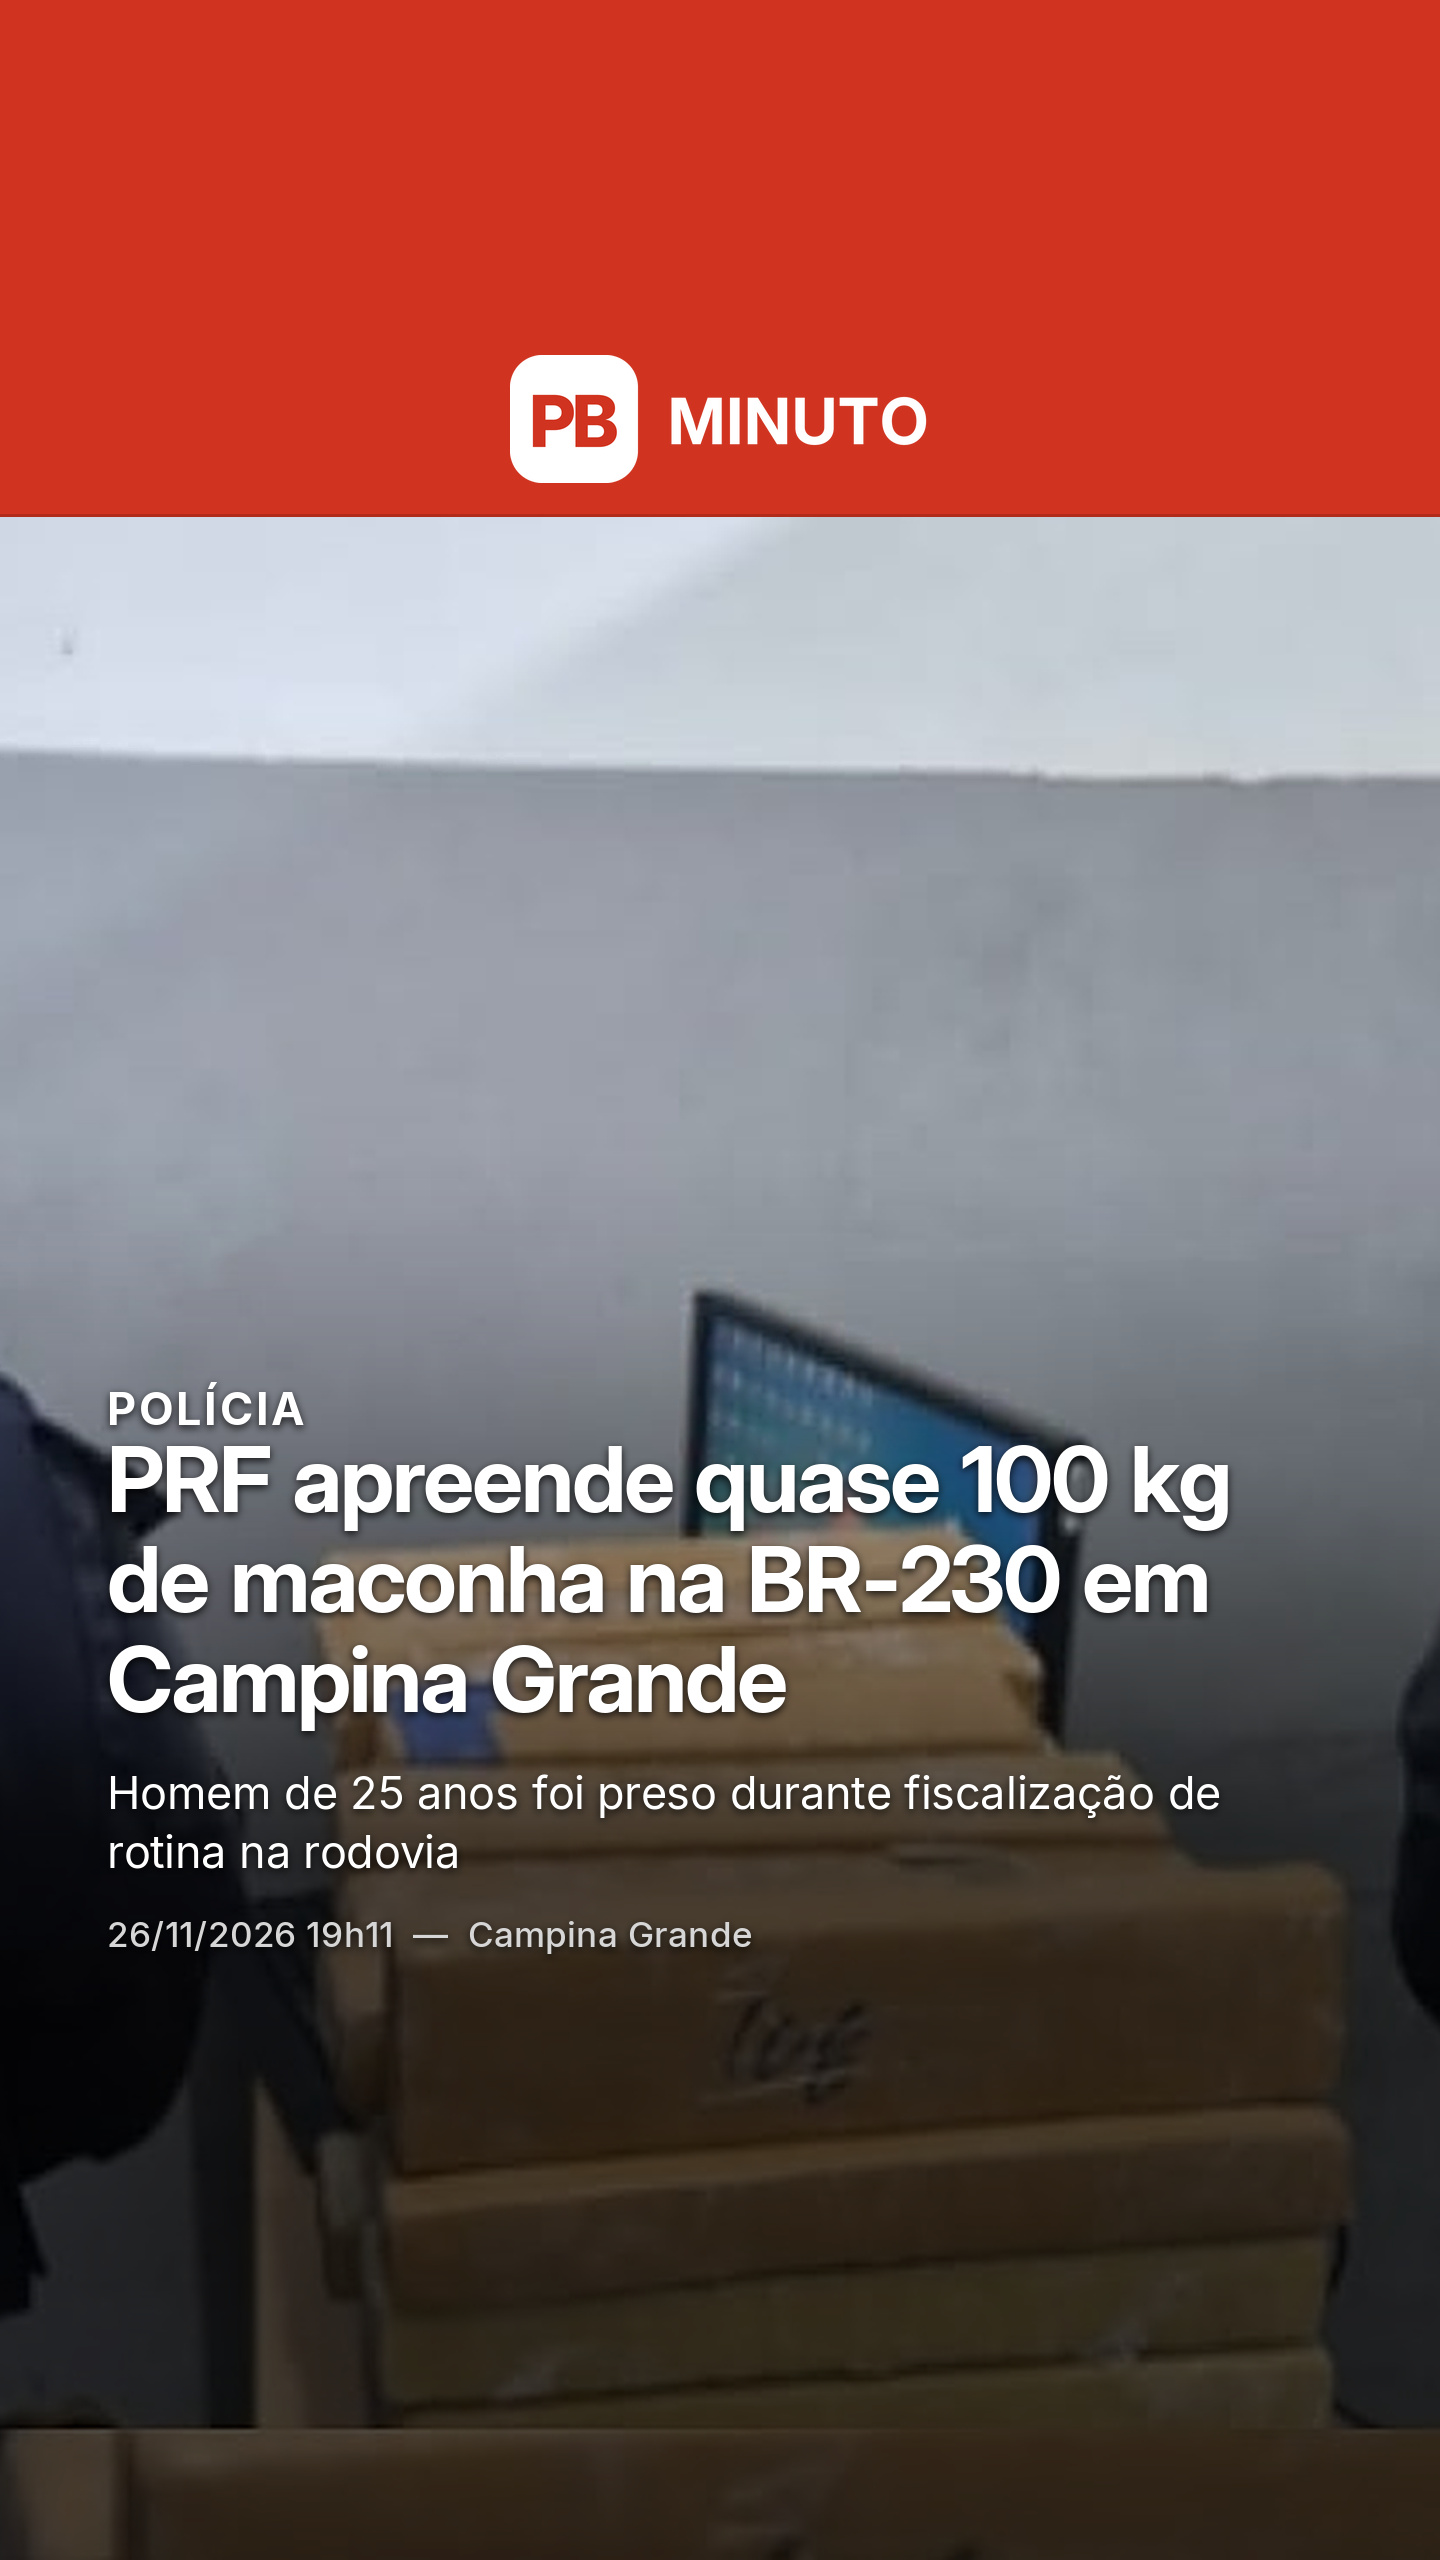 PB MINUTO
POLÍCIA
PRF apreende quase 100 kg
de maconha na BR-230 em
Campina Grande
Homem de 25 anos foi preso durante fiscalização de
rotina na rodovia
26/11/2026 19h11 — Campina Grande